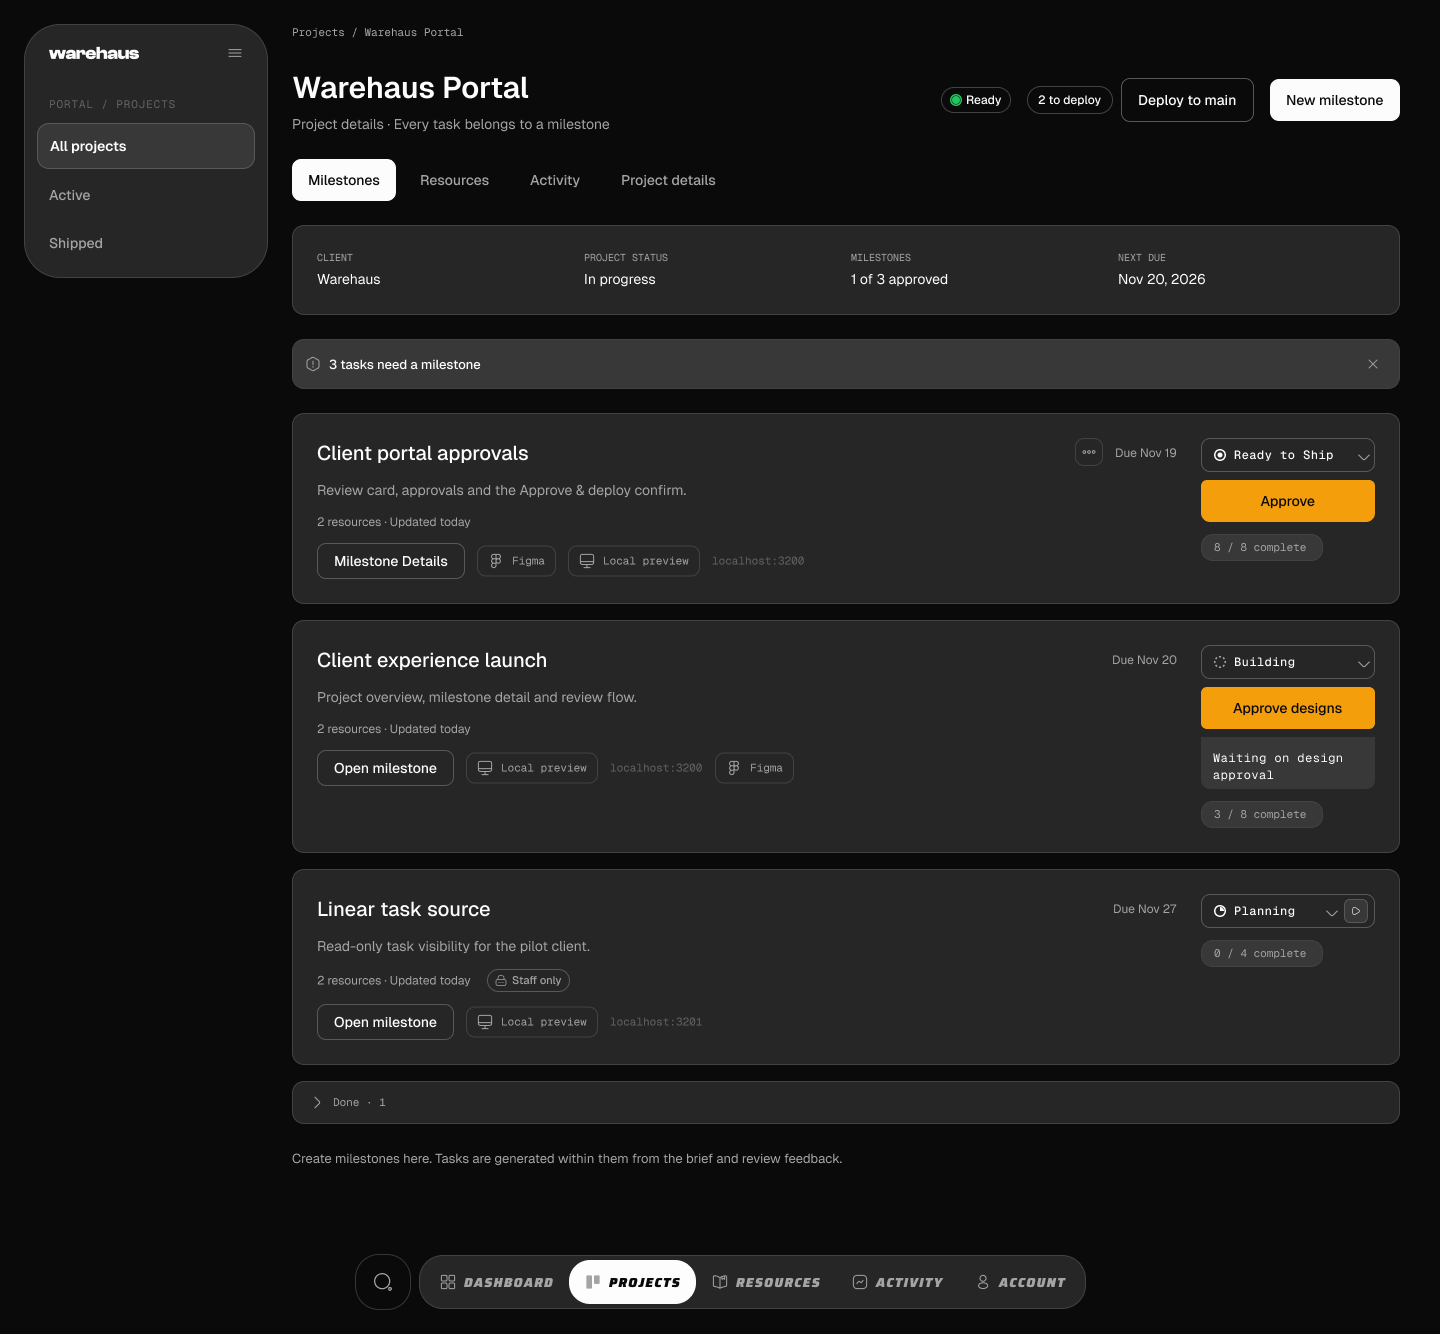 warehaus
PORTAL / PROJECTS
All projects
Active
Shipped
Projects / Warehaus Portal
Warehaus Portal
Project details · Every task belongs to a milestone
Ready
2 to deploy
Deploy to main
New milestone
Milestones
Resources
Activity
Project details
CLIENT
Warehaus
PROJECT STATUS
In progress
MILESTONES
1 of 3 approved
NEXT DUE
Nov 20, 2026
3 tasks need a milestone
Client portal approvals
Due Nov 19
Ready to Ship
Review card, approvals and the Approve & deploy confirm.
Approve
2 resources · Updated today
8 / 8 complete
Milestone Details
Figma
Local preview
localhost:3200
Client experience launch
Due Nov 20
Building
Project overview, milestone detail and review flow.
Approve designs
2 resources · Updated today
Waiting on design
approval
Open milestone
Local preview
localhost:3200
Figma
3 / 8 complete
Linear task source
Due Nov 27
Planning
Read-only task visibility for the pilot client.
0 / 4 complete
2 resources · Updated today
Staff only
Open milestone
Local preview
localhost:3201
Done · 1
Create milestones here. Tasks are generated within them from the brief and review feedback.
DASHBOARD
PROJECTS
RESOURCES
ACTIVITY
ACCOUNT